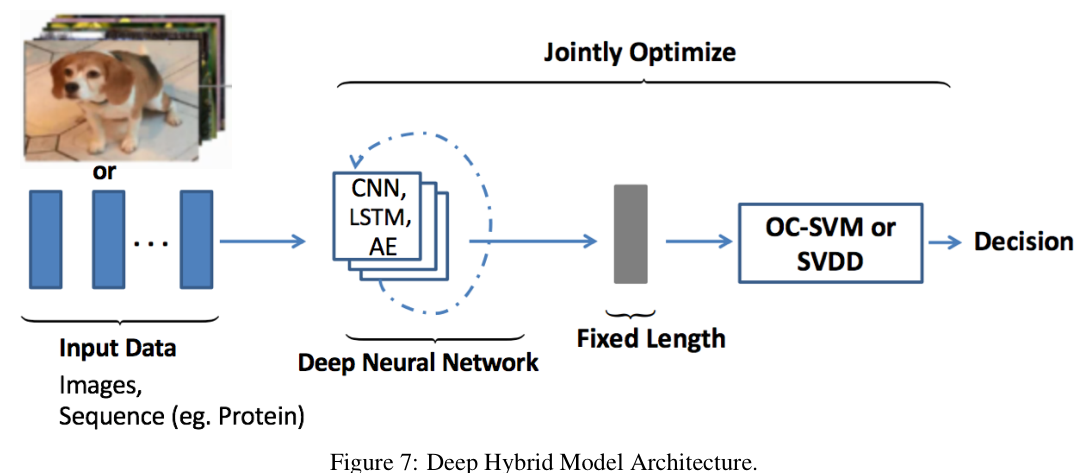 Jointly Optimize
or
CNN,
LSTM,
AE
...
OC-SVM or
SVDD
Decision
Input Data
Images,
Sequence (eg. Protein)
Deep Neural Network
Fixed Length
Figure 7: Deep Hybrid Model Architecture.